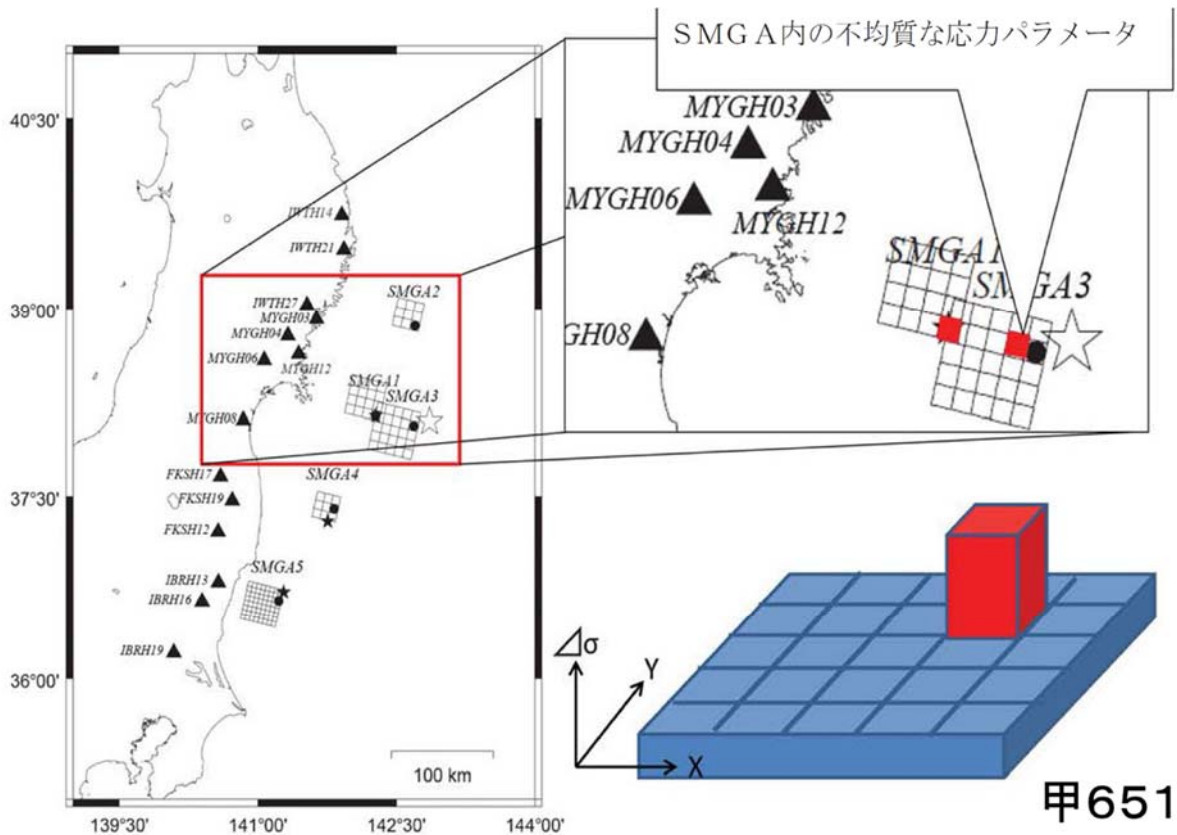 SMGA内の不均質な応力パラメータ
40°30'
39°00'
37°30'
36°00'
139°30'
141°00'
142°30'
144°00'
IWTH14
IWTH21
IWTH27
MYGH03
MYGH04
MYGH06
MYGH12
MYGH08
FKSH17
FKSH19
FKSH12
IBRH13
IBRH16
IBRH19
SMGA2
SMGA1
SMGA3
SMGA4
SMGA5
100 km
MYGH03
MYGH04
MYGH06
MYGH12
GH08
SMGA1
SMGA3
⊿σ
Y
X
甲651